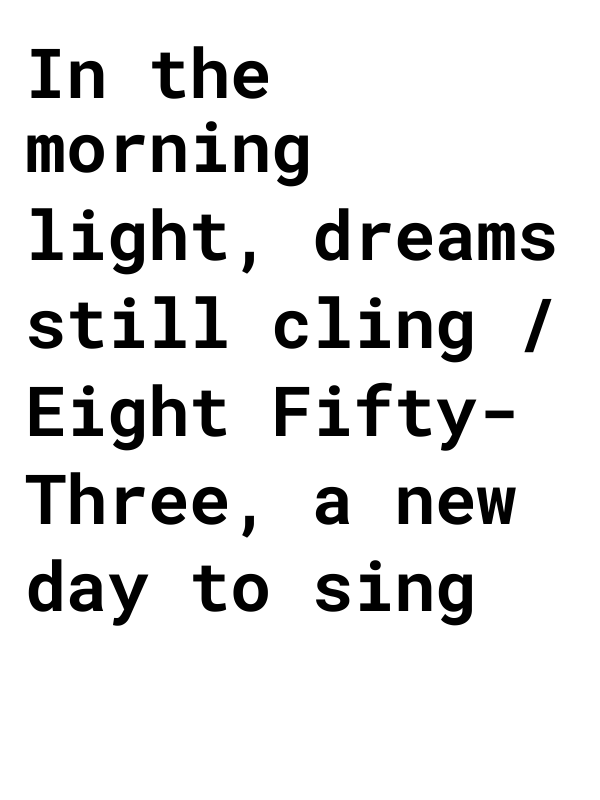 In the
morning
light, dreams
still cling /
Eight Fifty-
Three, a new
day to sing